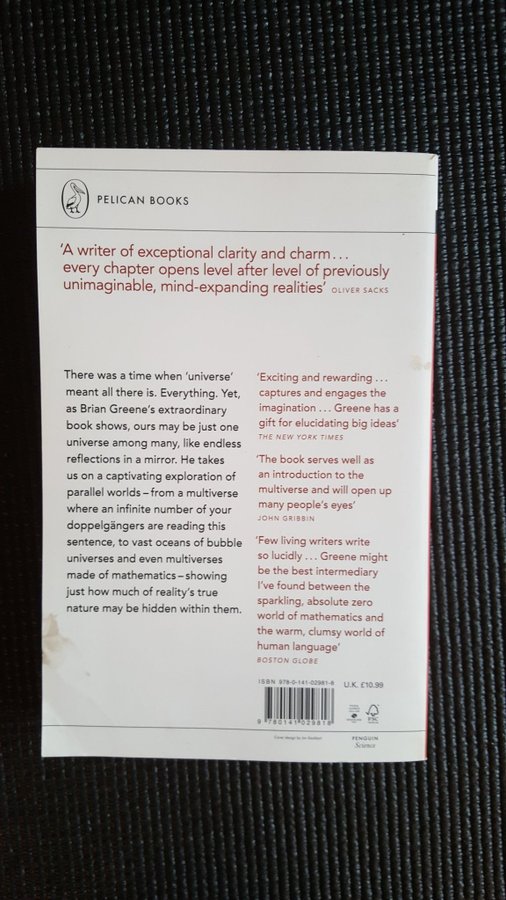 PELICAN BOOKS
‘A writer of exceptional clarity and charm...
every chapter opens level after level of previously
unimaginable, mind-expanding realities’ OLIVER SACKS
There was a time when ‘universe’
meant all there is. Everything. Yet,
as Brian Greene’s extraordinary
book shows, ours may be just one
universe among many, like endless
reflections in a mirror. He takes
us on a captivating exploration of
parallel worlds – from a multiverse
where an infinite number of your
doppelgängers are reading this
sentence, to vast oceans of bubble
universes and even multiverses
made of mathematics – showing
just how much of reality’s true
nature may be hidden within them.
‘Exciting and rewarding ...
captures and engages the
imagination ... Greene has a
gift for elucidating big ideas’
THE NEW YORK TIMES
‘The book serves well as
an introduction to the
multiverse and will open up
many people’s eyes’
JOHN GRIBBIN
‘Few living writers write
so lucidly ... Greene might
be the best intermediary
I’ve found between the
sparkling, absolute zero
world of mathematics and
the warm, clumsy world of
human language’
BOSTON GLOBE
ISBN 978-0-141-02981-8
U.K. £10.99
9 780141 029818
FSC
Cover design by Jim Stoddart
PENGUIN
Science